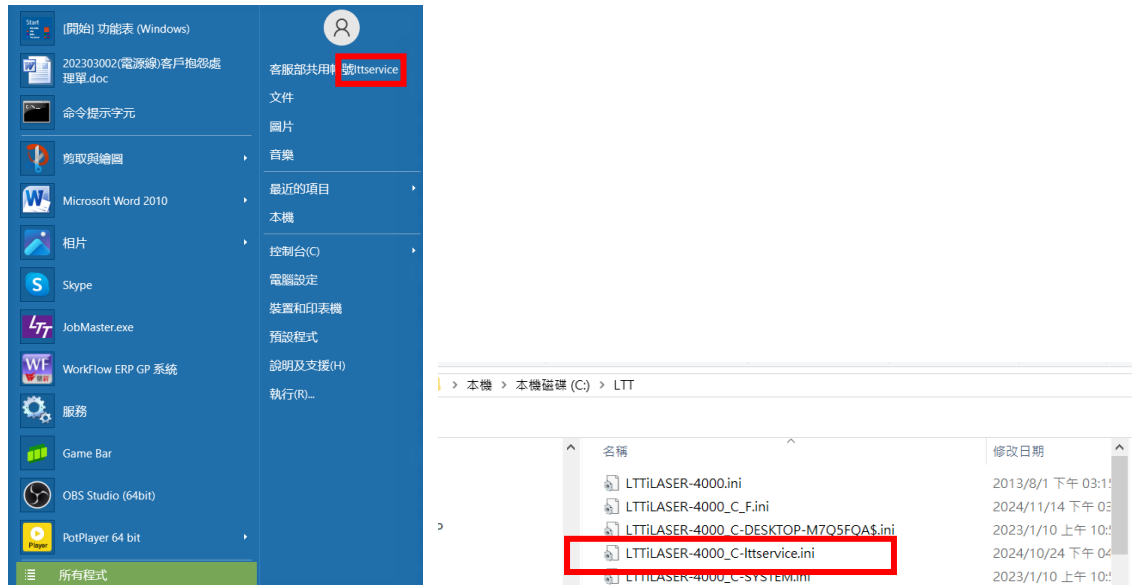 [開始] 功能表 (Windows)
202303002(電源線)客戶抱怨處
理單.doc
命令提示字元
剪取與繪圖
Microsoft Word 2010
相片
Skype
JobMaster.exe
WorkFlow ERP GP 系統
服務
Game Bar
OBS Studio (64bit)
PotPlayer 64 bit
所有程式
客服部共用帳號lttservice
文件
圖片
音樂
最近的項目
本機
控制台(C)
電腦設定
裝置和印表機
預設程式
說明及支援(H)
執行(R)...
> 本機 > 本機磁碟 (C:) > LTT
名稱 修改日期
LTTiLASER-4000.ini 2013/8/1 下午 03:1
LTTiLASER-4000_C_F.ini 2024/11/14 下午 03
LTTiLASER-4000_C-DESKTOP-M7Q5FQA$.ini 2023/1/10 上午 10:
LTTiLASER-4000_C-lttservice.ini 2024/10/24 下午 04
LTTiLASER-4000_C-SYSTEM.ini 2023/1/10 上午 10: